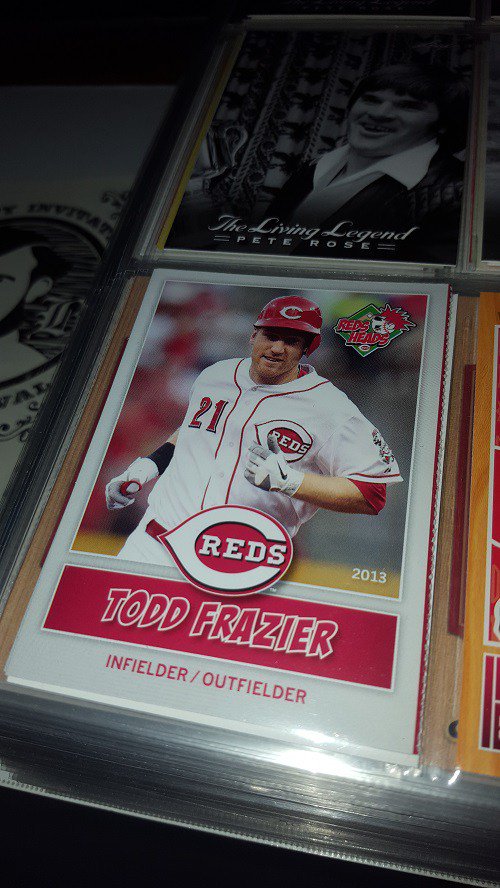 The Living Legend
PETE ROSE
REDS
HEADS
21
REDS
REDS
2013
TODD FRAZIER
INFIELDER / OUTFIELDER